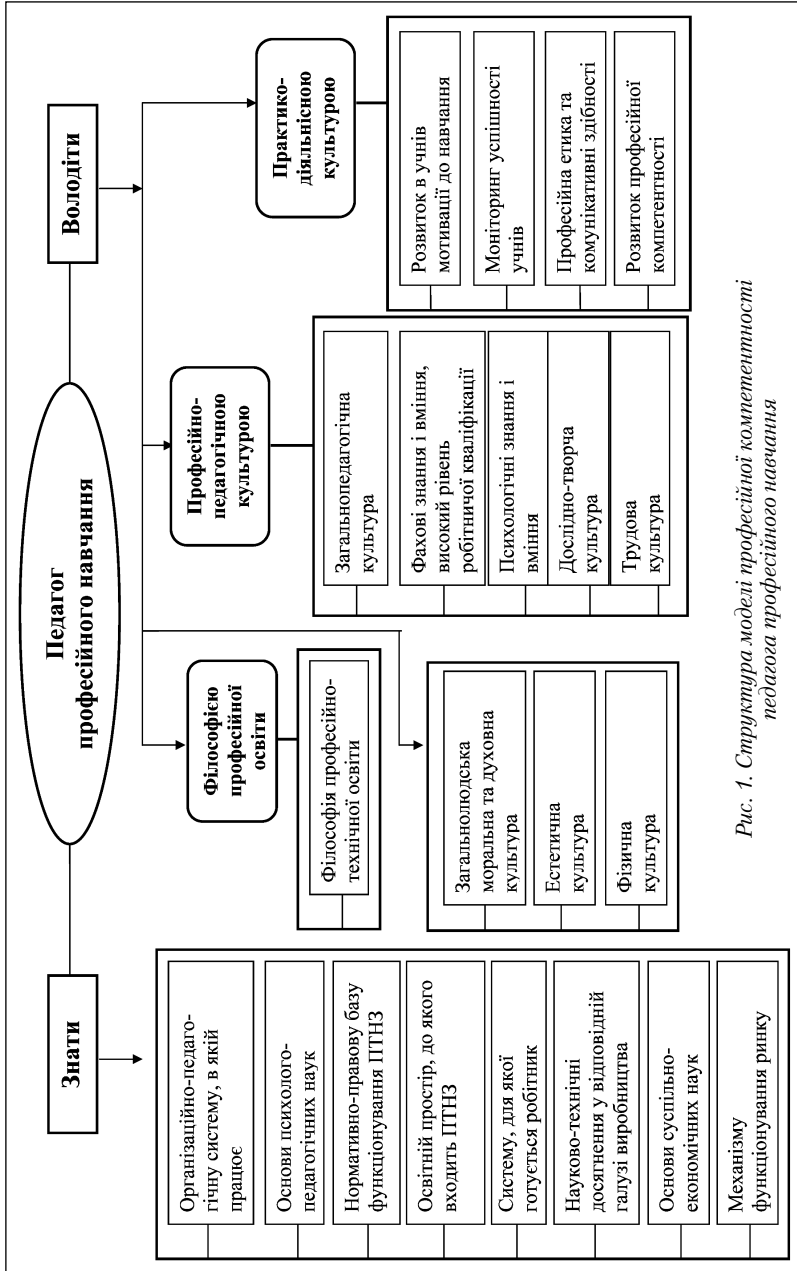 Педагог
професійного навчання
Знати
Володіти
Організаційно-педаго-
гічну систему, в якій
працює
Основи психолого-
педагогічних наук
Нормативно-правову базу
функціонування ПТНЗ
Освітній простір, до якого
входить ПТНЗ
Систему, для якої
готується робітник
Науково-технічні
досягнення у відповідній
галузі виробництва
Основи суспільно-
економічних наук
Механізму
функціонування ринку
Філософією
професійної
освіти
Філософія професійно-
технічної освіти
Загальнолюдська
моральна та духовна
культура
Естетична
культура
Фізична
культура
Професійно-
педагогічною
культурою
Загальнопедагогічна
культура
Фахові знання і вміння,
високий рівень
робітничої кваліфікації
Психологічні знання і
вміння
Дослідно-творча
культура
Трудова
культура
Практико-
діяльнісною
культурою
Розвиток в учнів
мотивації до навчання
Моніторинг успішності
учнів
Професійна етика та
комунікативні здібності
Розвиток професійної
компетентності
Рис. 1. Структура моделі професійної компетентності
педагога професійного навчання